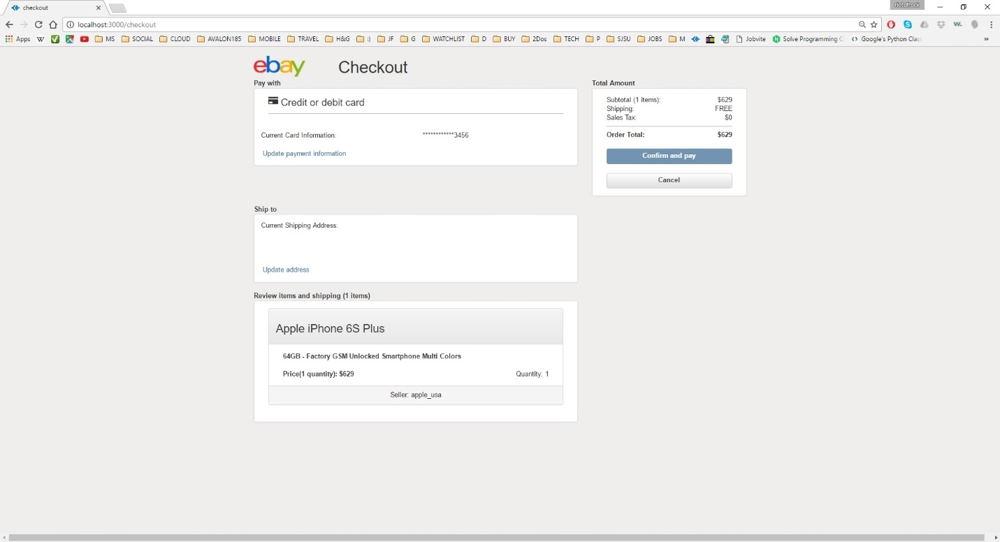 checkout
localhost:3000/checkout
Apps MS SOCIAL CLOUD AVALON185 MOBILE TRAVEL H&G :) JF G WATCHLIST D BUY 2Dos TECH P SJSU JOBS M Jobvite Solve Programming Google's Python Clas
ebay Checkout
Pay with
Credit or debit card
Current Card Information: ************3456
Update payment information
Total Amount
Subtotal (1 items): $629
Shipping: FREE
Sales Tax: $0
Order Total: $629
Confirm and pay
Cancel
Ship to
Current Shipping Address:
Update address
Review items and shipping (1 items)
Apple iPhone 6S Plus
64GB - Factory GSM Unlocked Smartphone Multi Colors
Price(1 quantity): $629 Quantity: 1
Seller: apple_usa